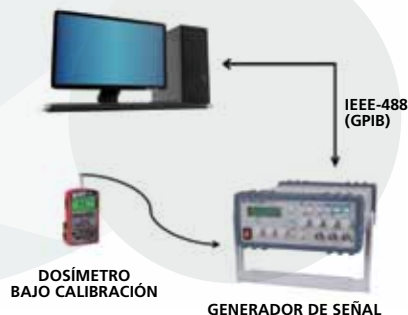 IEEE-488
(GPIB)
DOSÍMETRO
BAJO CALIBRACIÓN
GENERADOR DE SEÑAL